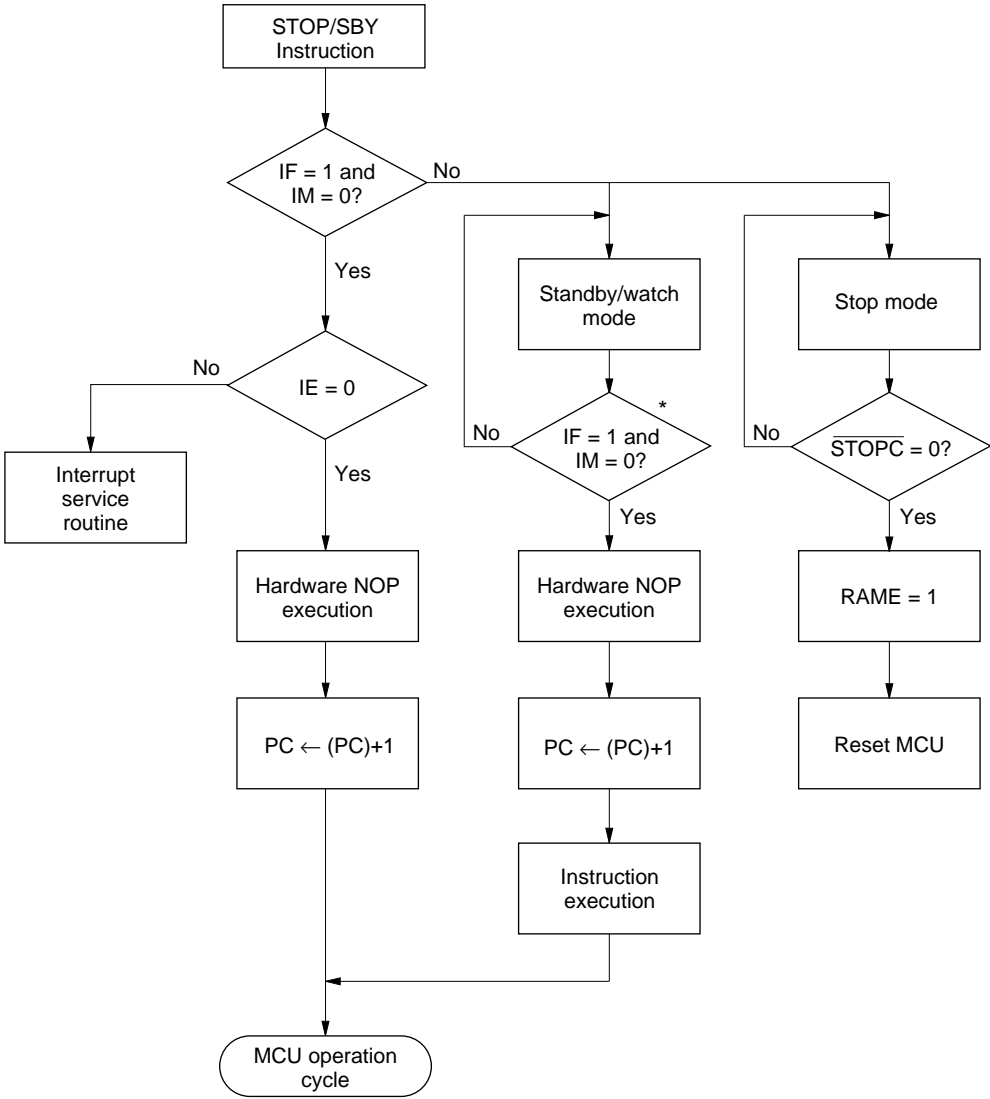 STOP/SBY
Instruction
IF = 1 and
IM = 0?
No
Yes
Standby/watch
mode
Stop mode
IE = 0
No
*
IF = 1 and
IM = 0?
No
STOPC = 0?
No
Yes
Interrupt
service
routine
Yes
Yes
Hardware NOP
execution
Hardware NOP
execution
RAME = 1
PC ← (PC)+1
PC ← (PC)+1
Reset MCU
Instruction
execution
MCU operation
cycle